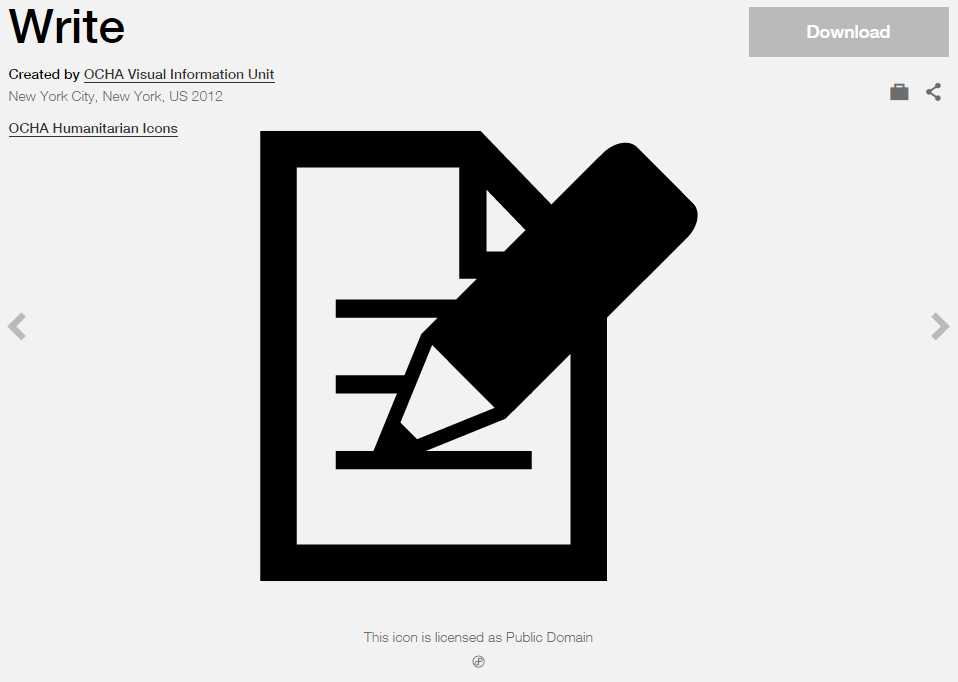 Write
Download
Created by OCHA Visual Information Unit
New York City, New York, US 2012
OCHA Humanitarian Icons
This icon is licensed as Public Domain